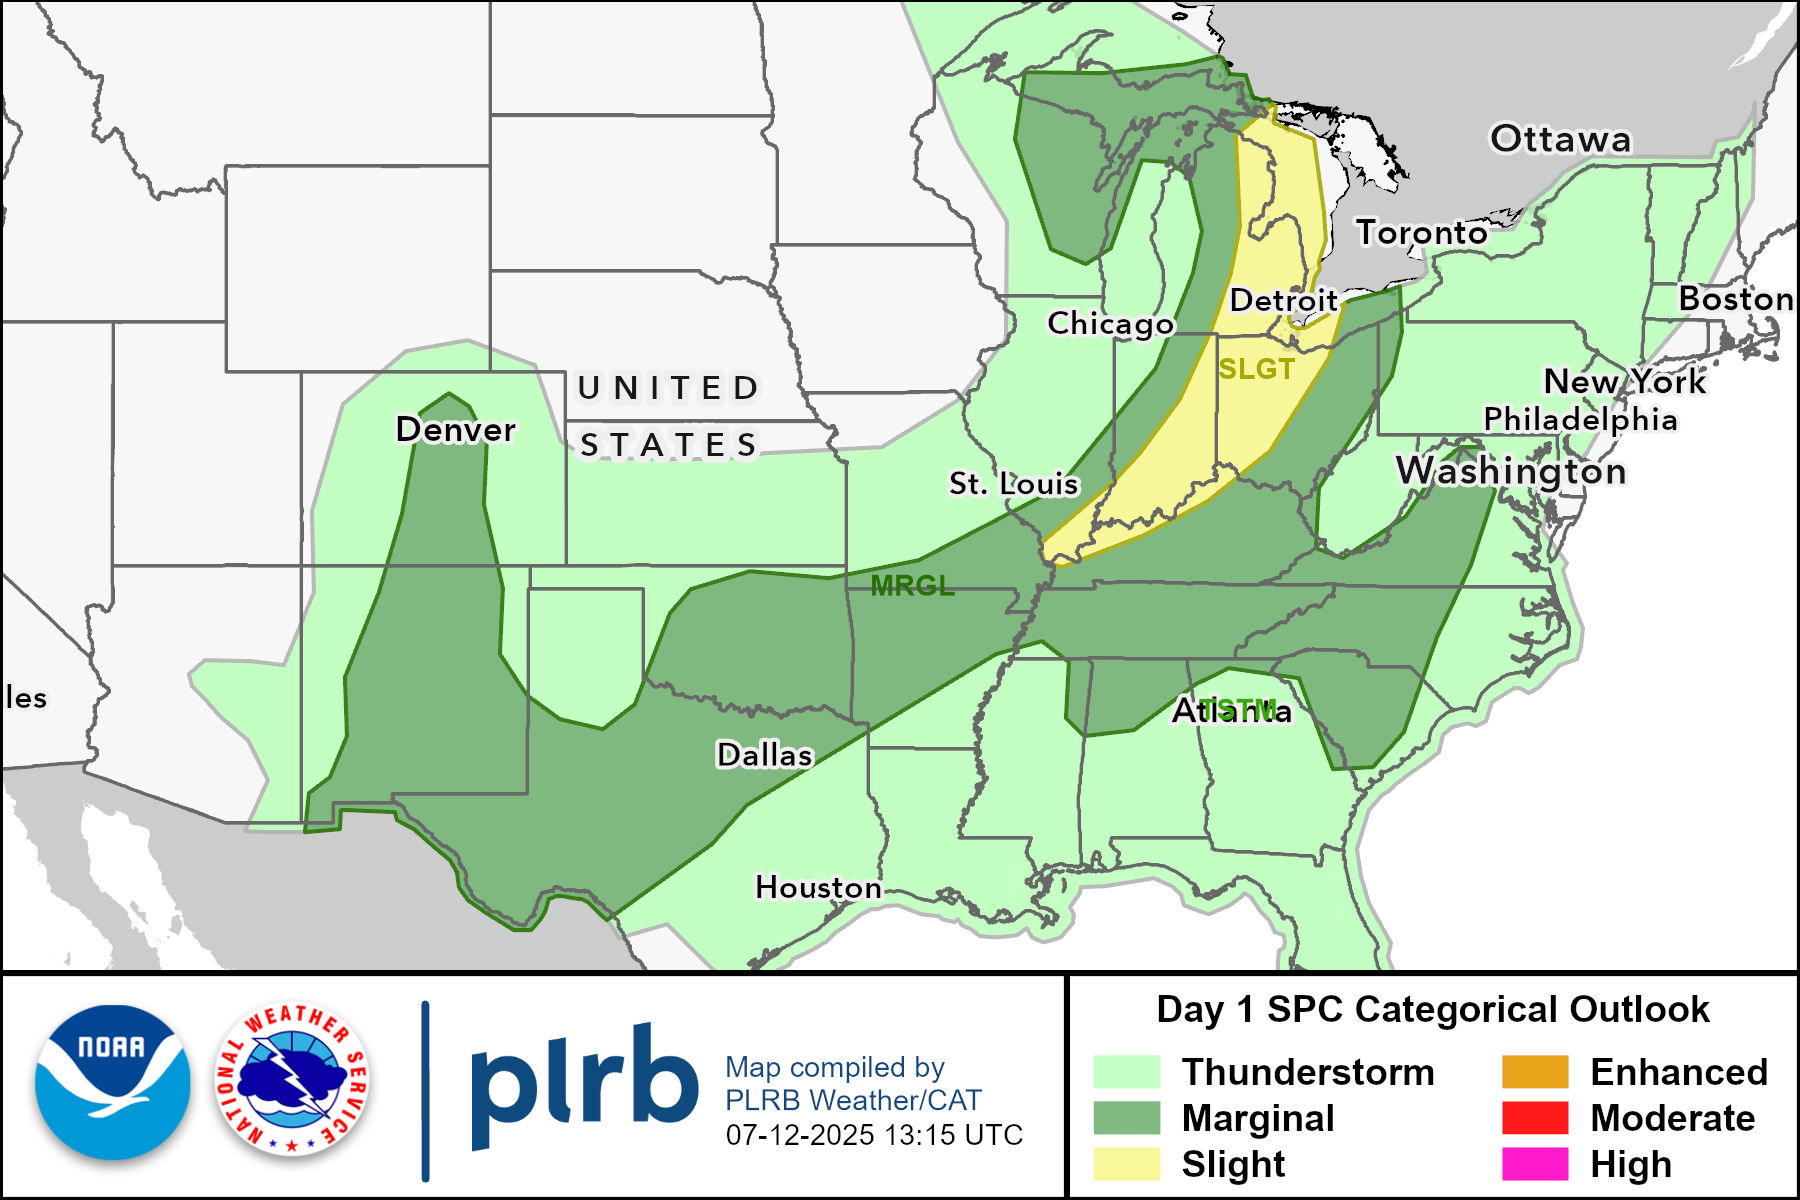 Ottawa
Toronto
Boston
Detroit
Chicago
SLGT
UNITED
New York
Denver
Philadelphia
STATES
Washington
St. Louis
MRGL
les
Atlanta
TSTM
Dallas
Houston
NOAA
NATIONAL WEATHER SERVICE
plrb
Map compiled by
PLRB Weather/CAT
07-12-2025 13:15 UTC
Day 1 SPC Categorical Outlook
Thunderstorm
Marginal
Slight
Enhanced
Moderate
High